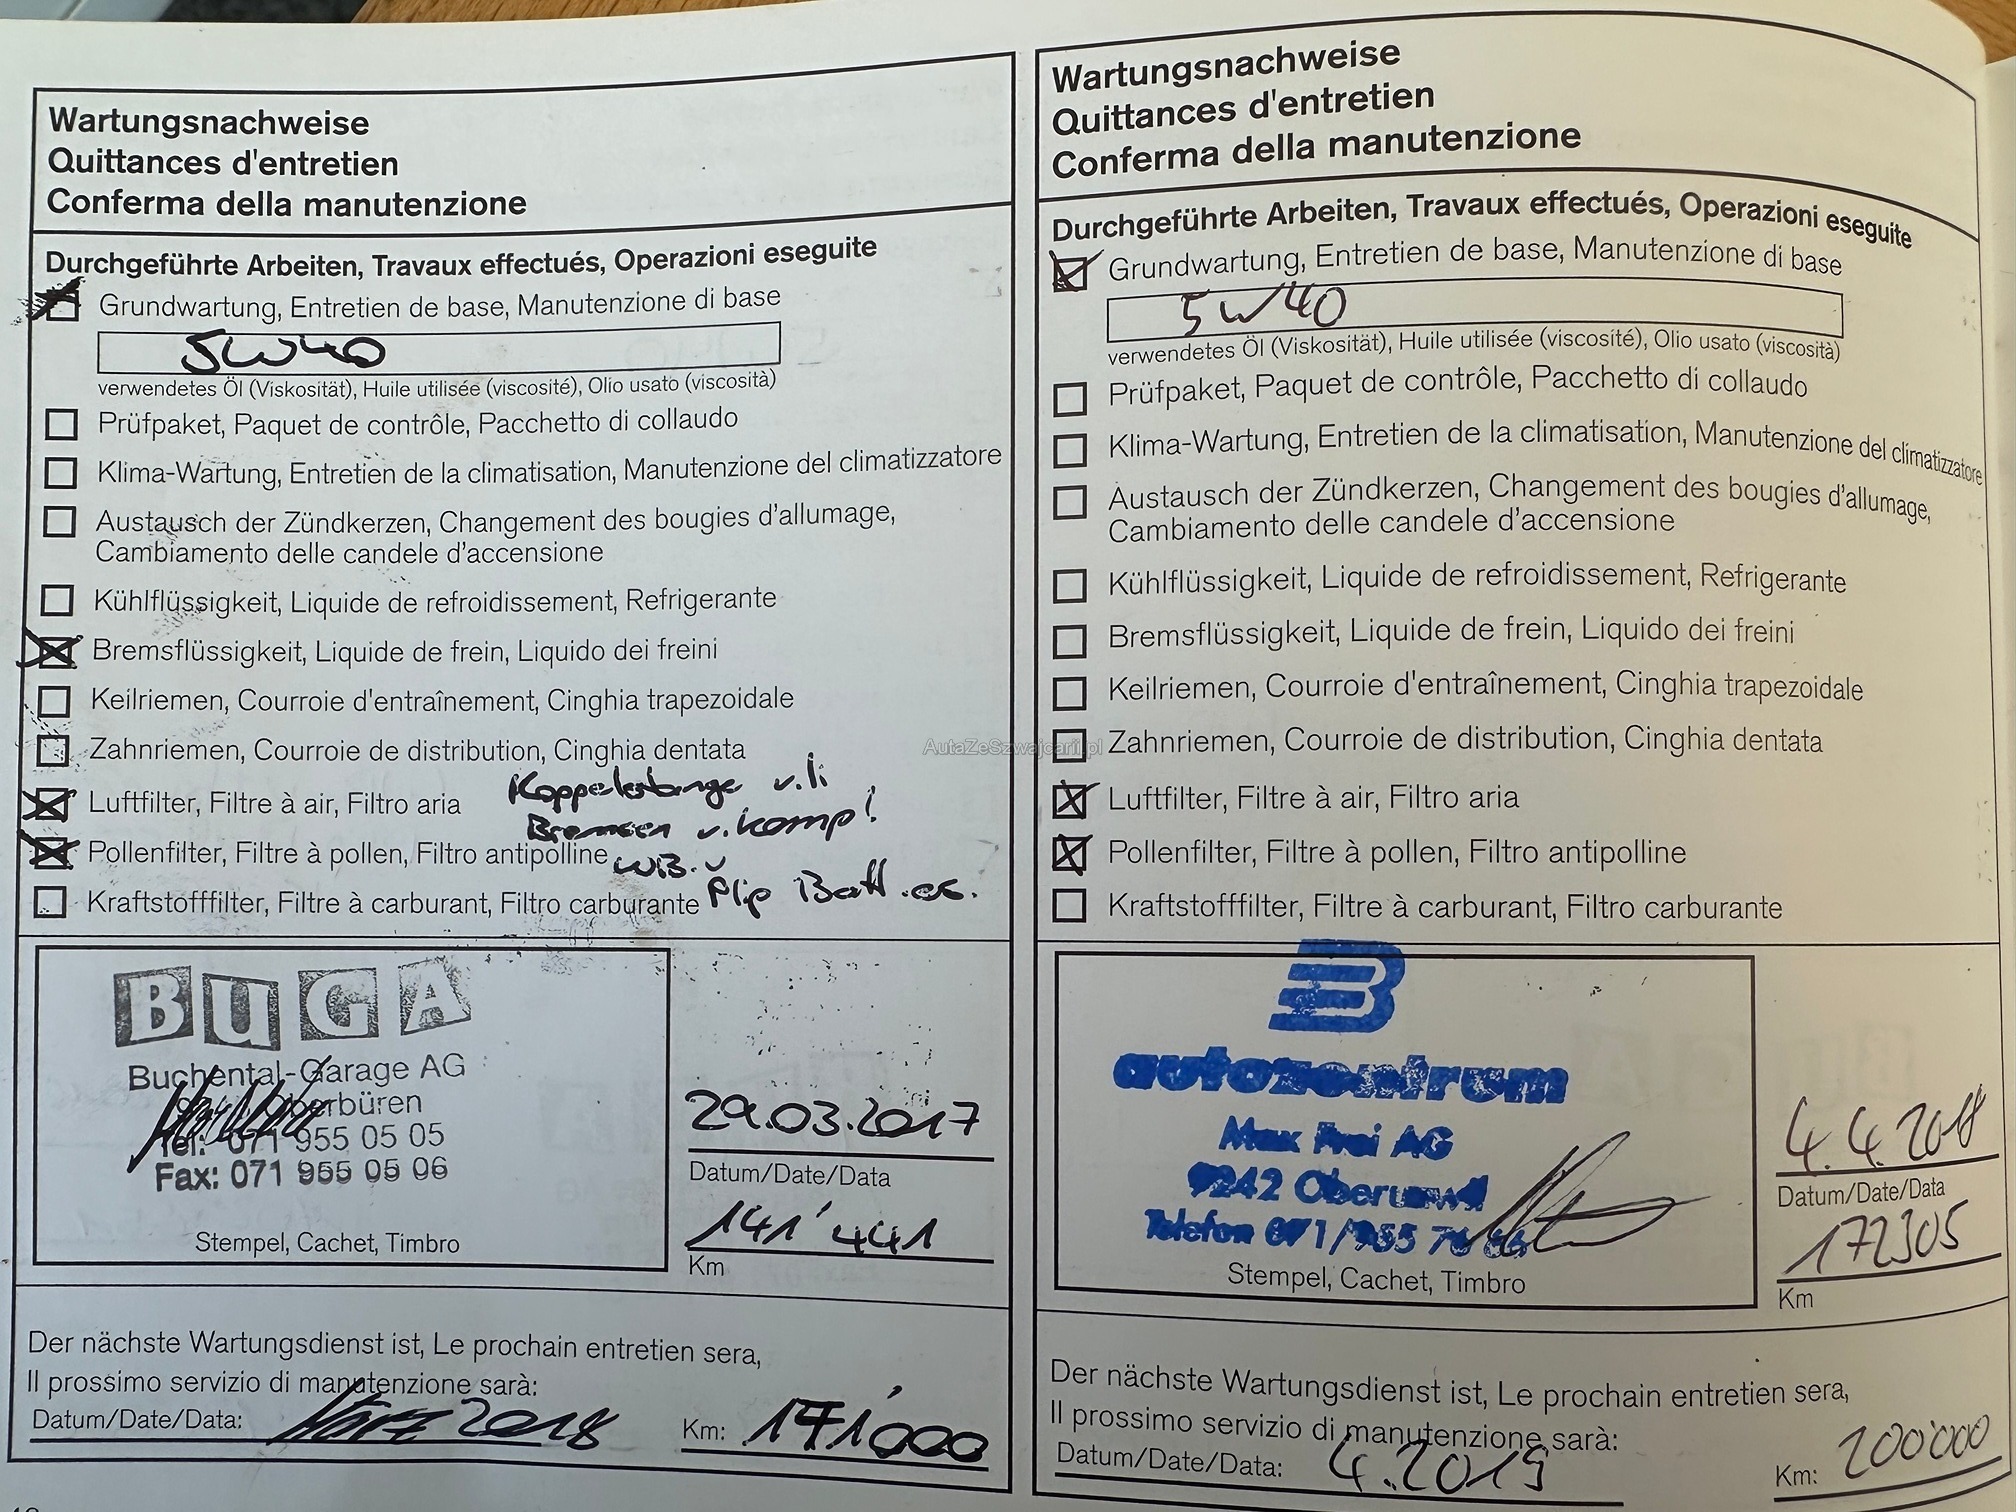 Wartungsnachweise
Quittances d'entretien
Conferma della manutenzione
Durchgeführte Arbeiten, Travaux effectués, Operazioni eseguite
Grundwartung, Entretien de base, Manutenzione di base
5W40
verwendetes Öl (Viskosität), Huile utilisée (viscosité), Olio usato (viscosità)
Prüfpaket, Paquet de contrôle, Pacchetto di collaudo
Klima-Wartung, Entretien de la climatisation, Manutenzione del climatizzatore
Austausch der Zündkerzen, Changement des bougies d'allumage,
Cambiamento delle candele d'accensione
Kühlflüssigkeit, Liquide de refroidissement, Refrigerante
Bremsflüssigkeit, Liquide de frein, Liquido dei freini
Keilriemen, Courroie d'entraînement, Cinghia trapezoidale
Zahnriemen, Courroie de distribution, Cinghia dentata
Koppelstange v.li
Luftfilter, Filtre à air, Filtro aria
Bremsen v. komp!
Pollenfilter, Filtre à pollen, Filtro antipolline
WB. v
Kraftstofffilter, Filtre à carburant, Filtro carburante
Flip Batt.
BUGA
Buchental-Garage AG
Oberbüren
Tel. 071 955 05 05
Fax: 071 955 05 06
Stempel, Cachet, Timbro
29.03.2017
Datum/Date/Data
141'441
Km
Der nächste Wartungsdienst ist, Le prochain entretien sera,
Il prossimo servizio di manutenzione sarà:
Datum/Date/Data: 2018
Km: 171'000
Wartungsnachweise
Quittances d'entretien
Conferma della manutenzione
Durchgeführte Arbeiten, Travaux effectués, Operazioni eseguite
Grundwartung, Entretien de base, Manutenzione di base
5W40
verwendetes Öl (Viskosität), Huile utilisée (viscosité), Olio usato (viscosità)
Prüfpaket, Paquet de contrôle, Pacchetto di collaudo
Klima-Wartung, Entretien de la climatisation, Manutenzione del climatizzatore
Austausch der Zündkerzen, Changement des bougies d'allumage,
Cambiamento delle candele d'accensione
Kühlflüssigkeit, Liquide de refroidissement, Refrigerante
Bremsflüssigkeit, Liquide de frein, Liquido dei freini
Keilriemen, Courroie d'entraînement, Cinghia trapezoidale
Zahnriemen, Courroie de distribution, Cinghia dentata
Luftfilter, Filtre à air, Filtro aria
Pollenfilter, Filtre à pollen, Filtro antipolline
Kraftstofffilter, Filtre à carburant, Filtro carburante
autozentrum
Max Frei AG
9242 Oberuzwil
Telefon 071/955
Stempel, Cachet, Timbro
4.4.2018
Datum/Date/Data
172305
Km
Der nächste Wartungsdienst ist, Le prochain entretien sera,
Il prossimo servizio di manutenzione sarà:
Datum/Date/Data: 4.2019
Km: 200'000
AutaZeSzwajcarii.pl